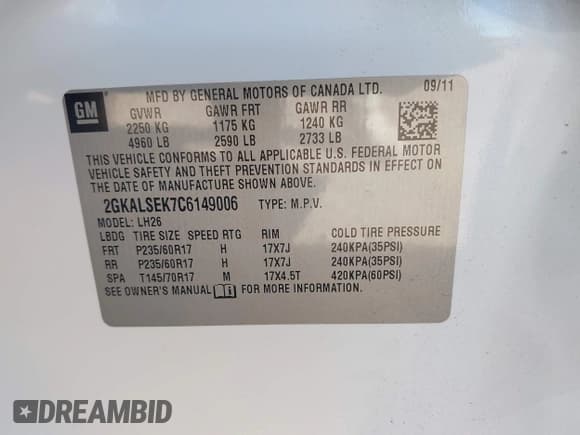 GM
MFD BY GENERAL MOTORS OF CANADA LTD. 09/11
GVWR GAWR FRT GAWR RR
2250 KG 1175 KG 1240 KG
4960 LB 2590 LB 2733 LB
THIS VEHICLE CONFORMS TO ALL APPLICABLE U.S. FEDERAL MOTOR
VEHICLE SAFETY AND THEFT PREVENTION STANDARDS IN EFFECT ON
THE DATE OF MANUFACTURE SHOWN ABOVE.
2GKALSEK7C6149006 TYPE: M.P.V.
MODEL: LH26
LBDG TIRE SIZE SPEED RTG RIM COLD TIRE PRESSURE
FRT P235/60R17 H 17X7J 240KPA(35PSI)
RR P235/60R17 H 17X7J 240KPA(35PSI)
SPA T145/70R17 M 17X4.5T 420KPA(60PSI)
SEE OWNER'S MANUAL i FOR MORE INFORMATION.
DREAMBID